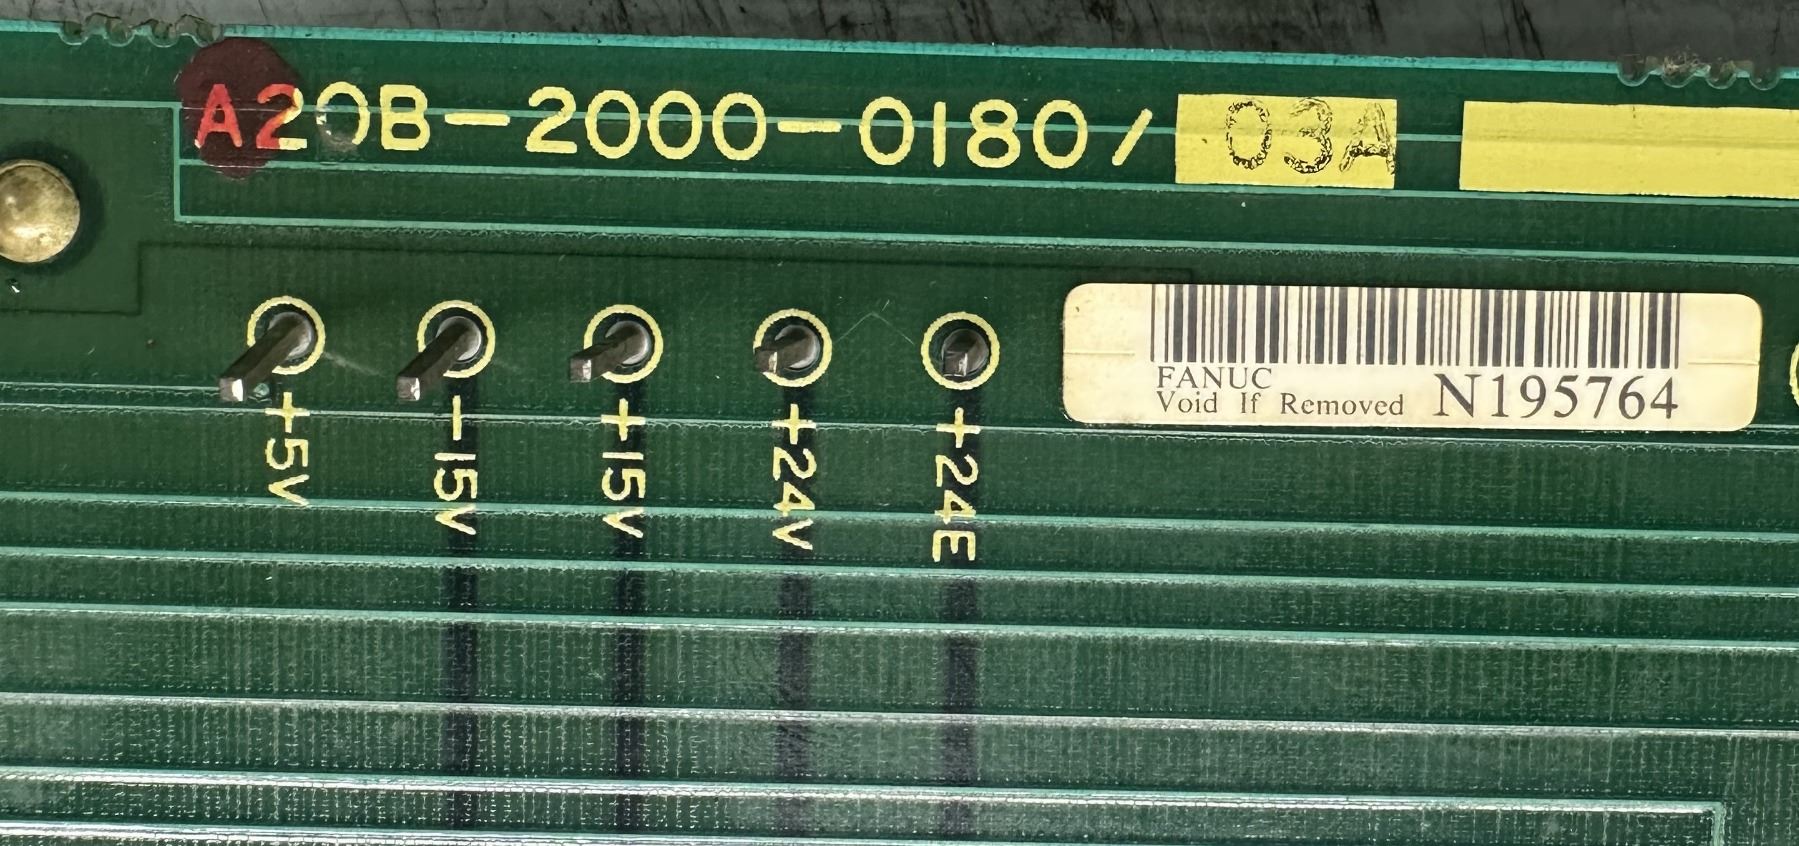 A20B-2000-0180/ 03A
+5V
-15V
+15V
+24V
+24E
FANUC
Void If Removed N195764